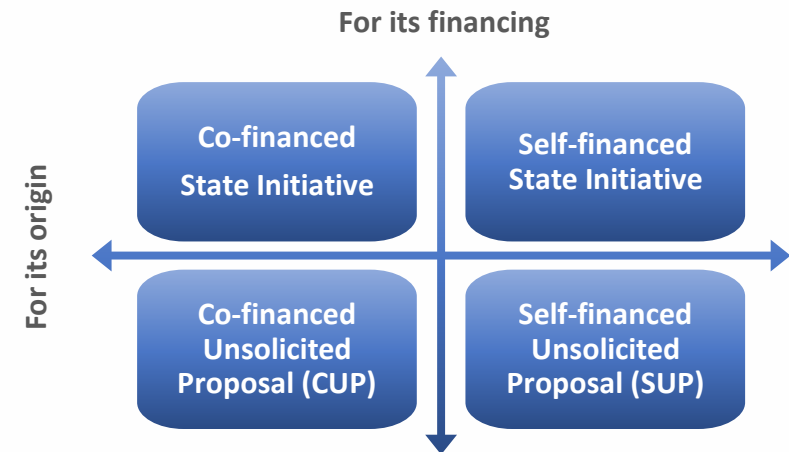 For its financing
For its origin
Co-financed
State Initiative
Self-financed
State Initiative
Co-financed
Unsolicited
Proposal (CUP)
Self-financed
Unsolicited
Proposal (SUP)